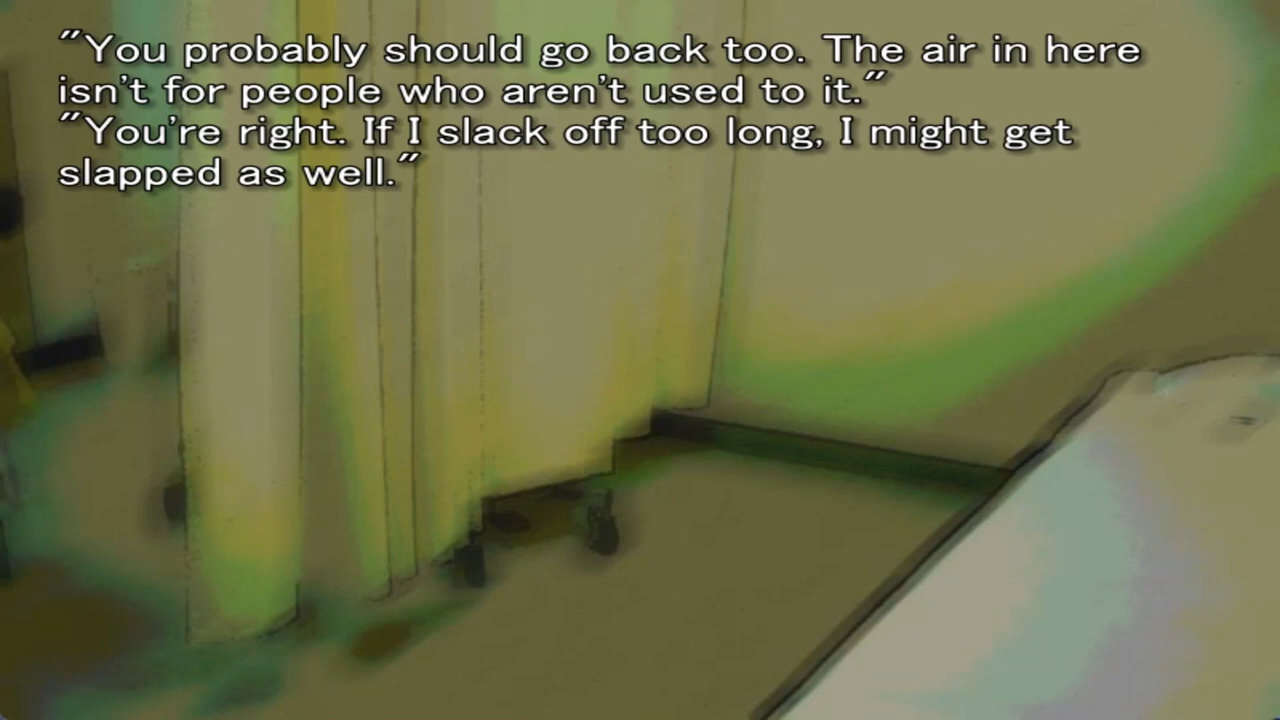 "You probably should go back too. The air in here
isn't for people who aren't used to it."
"You're right. If I slack off too long, I might get
slapped as well."